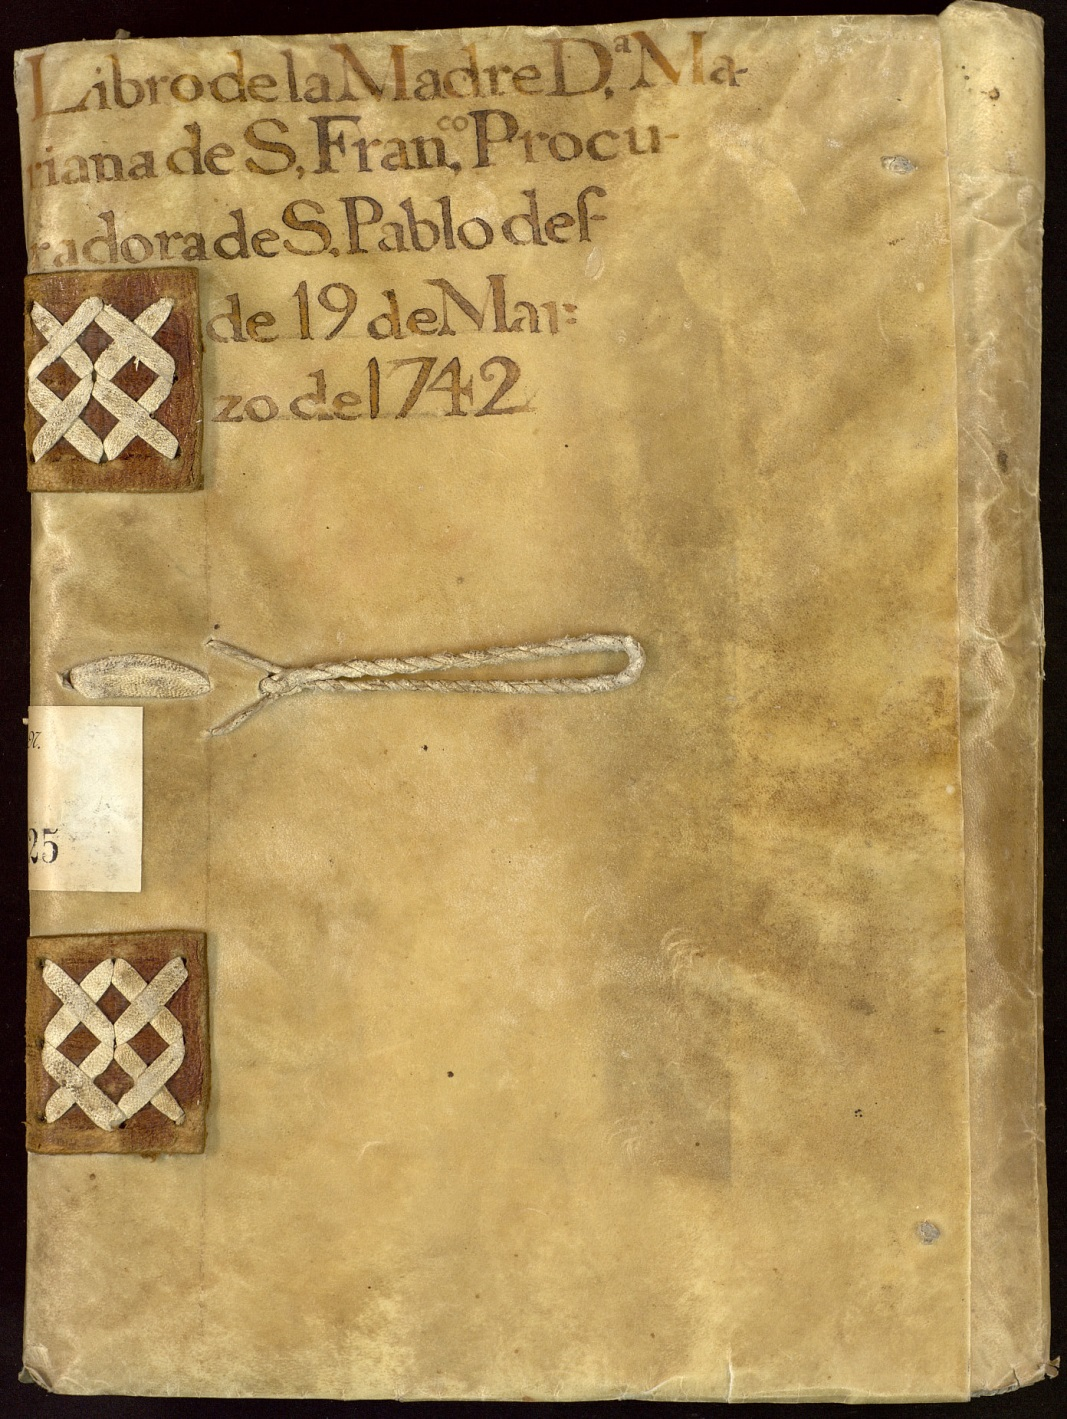 Libro de la Madre D,ª Ma-
riana de S, Fran,co Procu-
radora de S, Pablo des-
de 19 de Mar:
zo de 1742
25